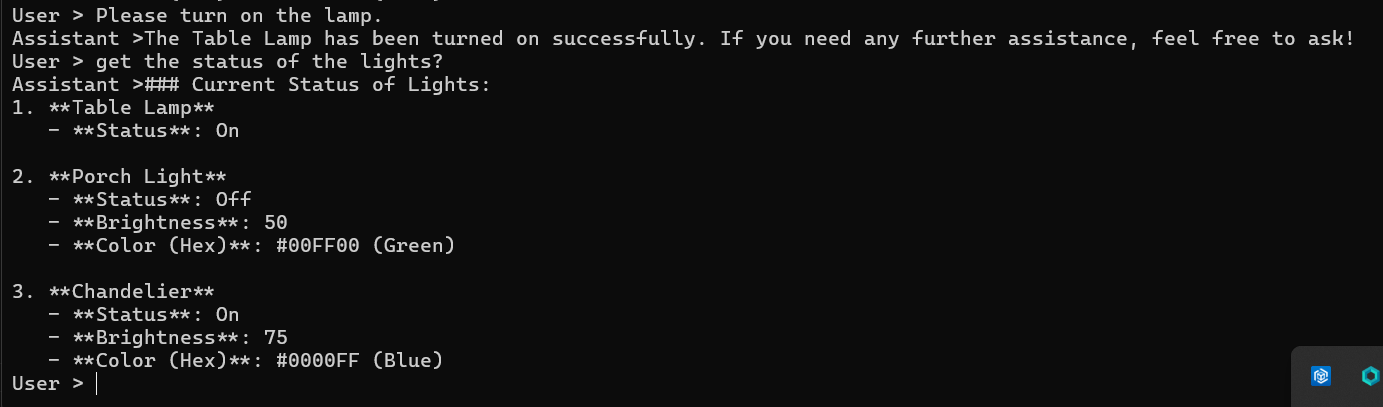 User > Please turn on the lamp.
Assistant >The Table Lamp has been turned on successfully. If you need any further assistance, feel free to ask!
User > get the status of the lights?
Assistant >### Current Status of Lights:
1. **Table Lamp**
   - **Status**: On
2. **Porch Light**
   - **Status**: Off
   - **Brightness**: 50
   - **Color (Hex)**: #00FF00 (Green)
3. **Chandelier**
   - **Status**: On
   - **Brightness**: 75
   - **Color (Hex)**: #0000FF (Blue)
User >